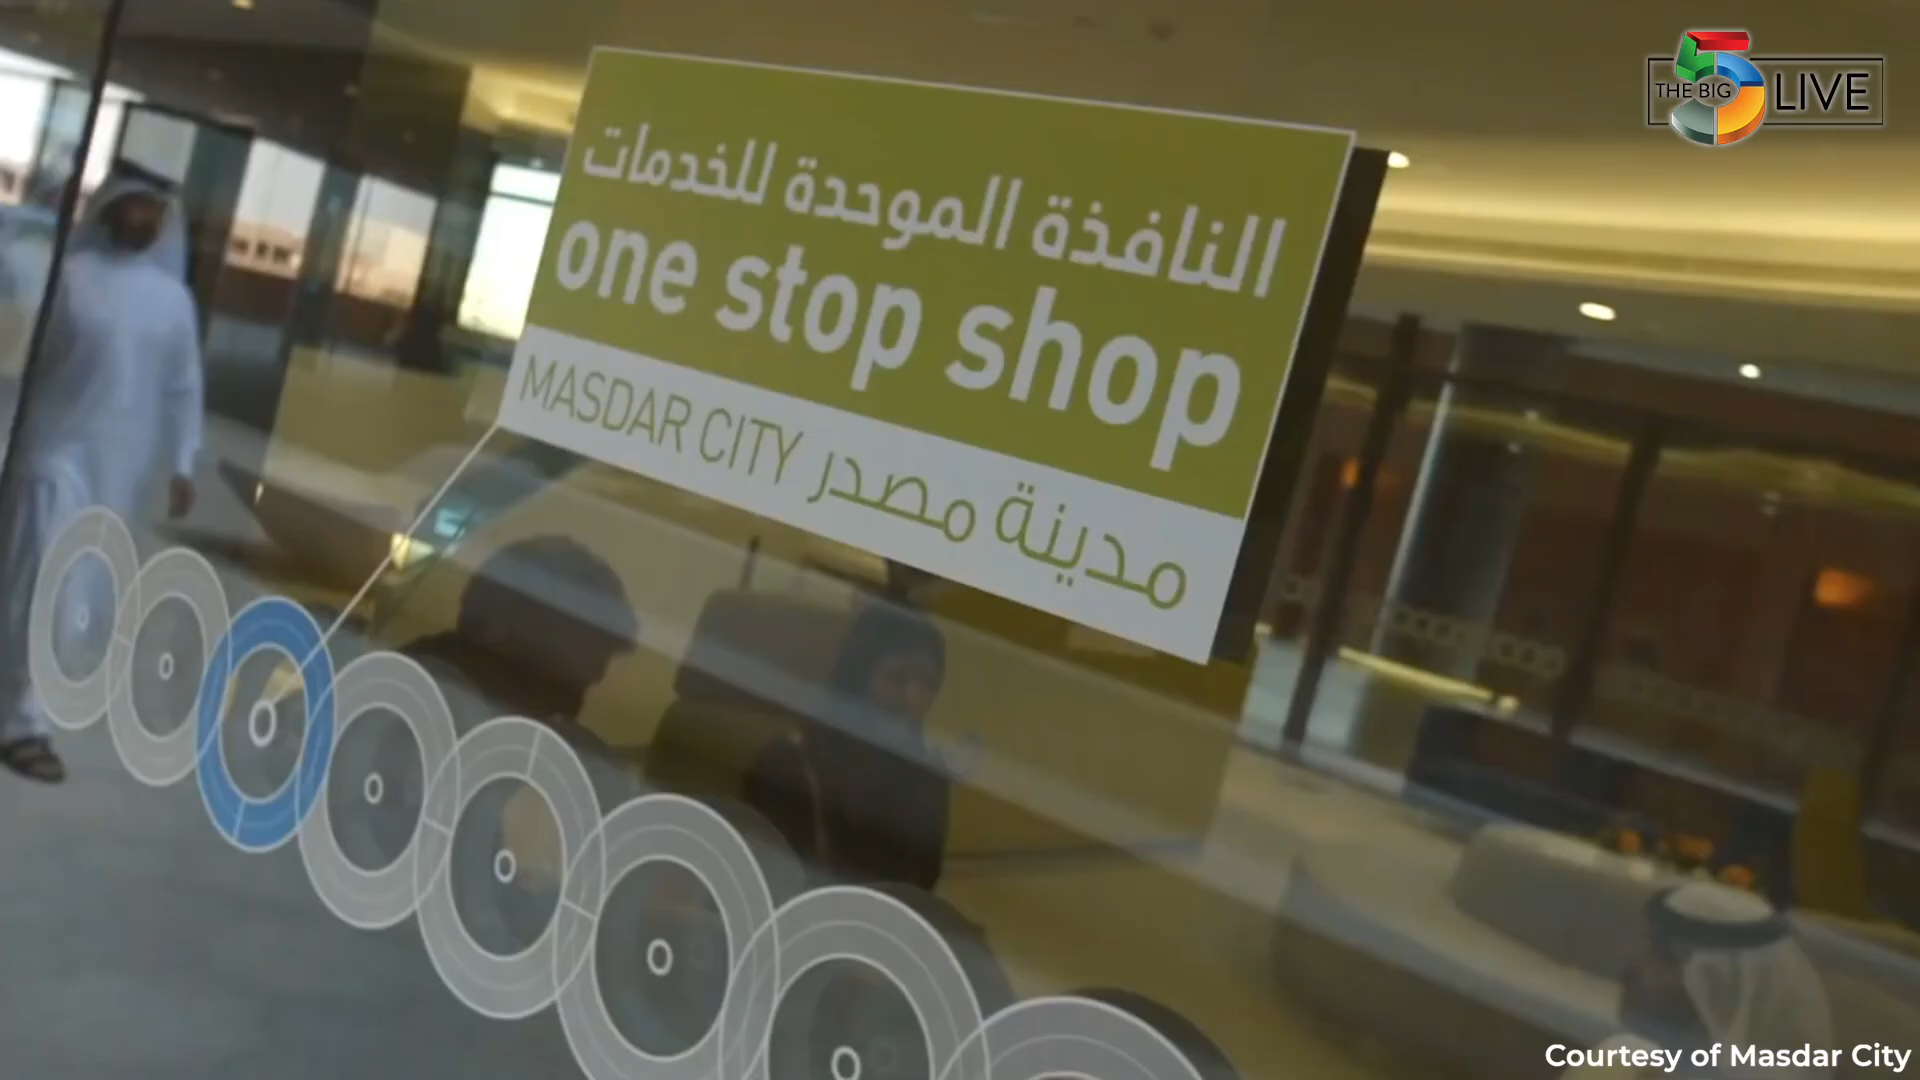 THE BIG 5 LIVE
النافذة الموحدة للخدمات
one stop shop
MASDAR CITY مدينة مصدر
Courtesy of Masdar City